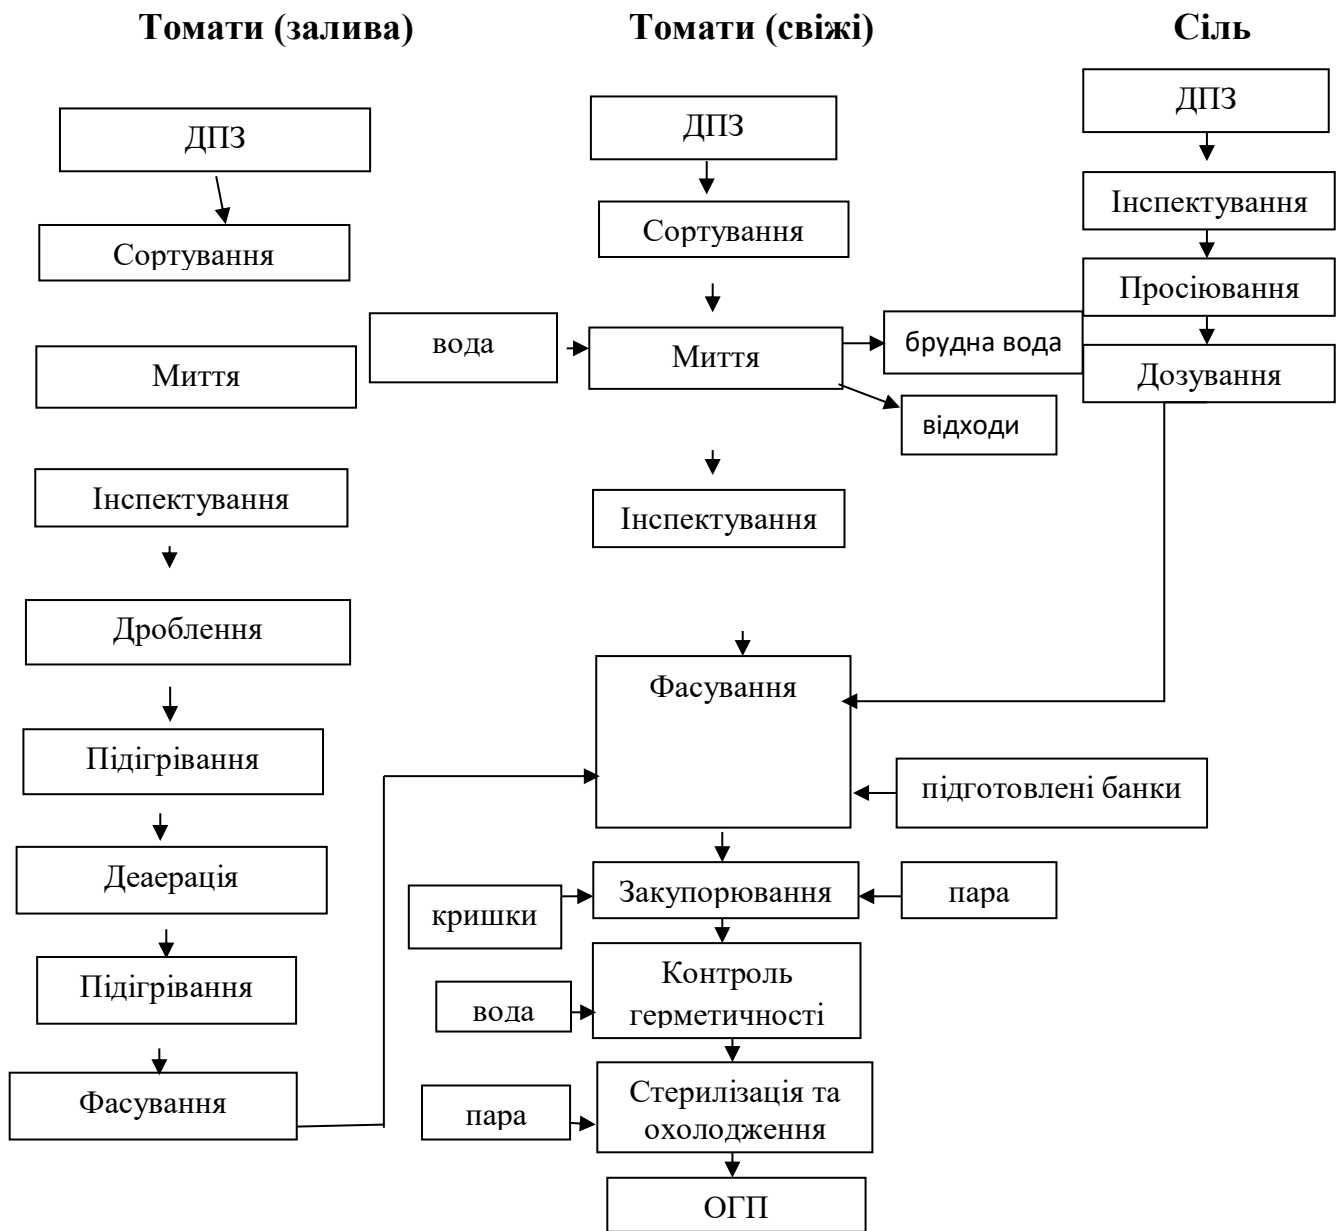 Томати (залива)
Томати (свіжі)
Сіль
ДПЗ
ДПЗ
ДПЗ
Сортування
Сортування
Інспектування
Просіювання
Миття
вода
Миття
брудна вода
Дозування
відходи
Інспектування
Інспектування
Дроблення
Фасування
Підігрівання
підготовлені банки
Деаерація
кришки
Закупорювання
пара
Підігрівання
вода
Контроль
герметичності
Фасування
пара
Стерилізація та
охолодження
ОГП